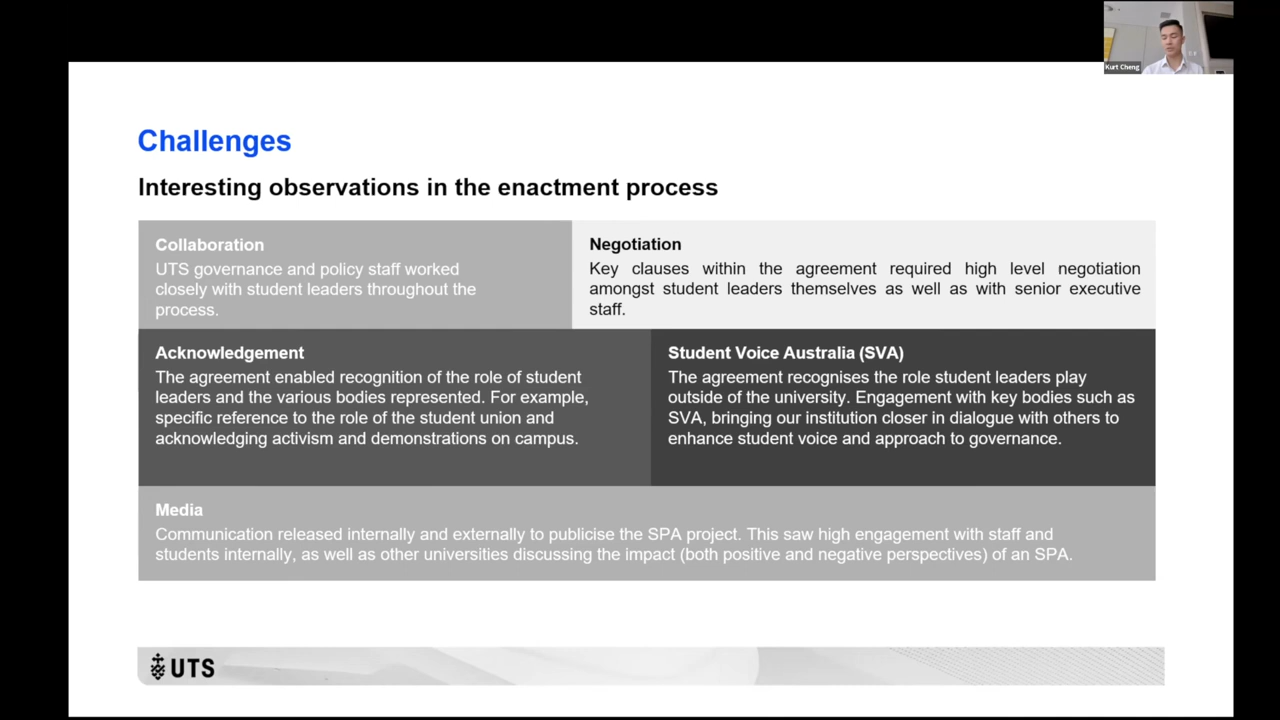 Kurt Cheng
Challenges
Interesting observations in the enactment process
Collaboration
UTS governance and policy staff worked
closely with student leaders throughout the
process.
Negotiation
Key clauses within the agreement required high level negotiation
amongst student leaders themselves as well as with senior executive
staff.
Acknowledgement
The agreement enabled recognition of the role of student
leaders and the various bodies represented. For example,
specific reference to the role of the student union and
acknowledging activism and demonstrations on campus.
Student Voice Australia (SVA)
The agreement recognises the role student leaders play
outside of the university. Engagement with key bodies such as
SVA, bringing our institution closer in dialogue with others to
enhance student voice and approach to governance.
Media
Communication released internally and externally to publicise the SPA project. This saw high engagement with staff and
students internally, as well as other universities discussing the impact (both positive and negative perspectives) of an SPA.
UTS